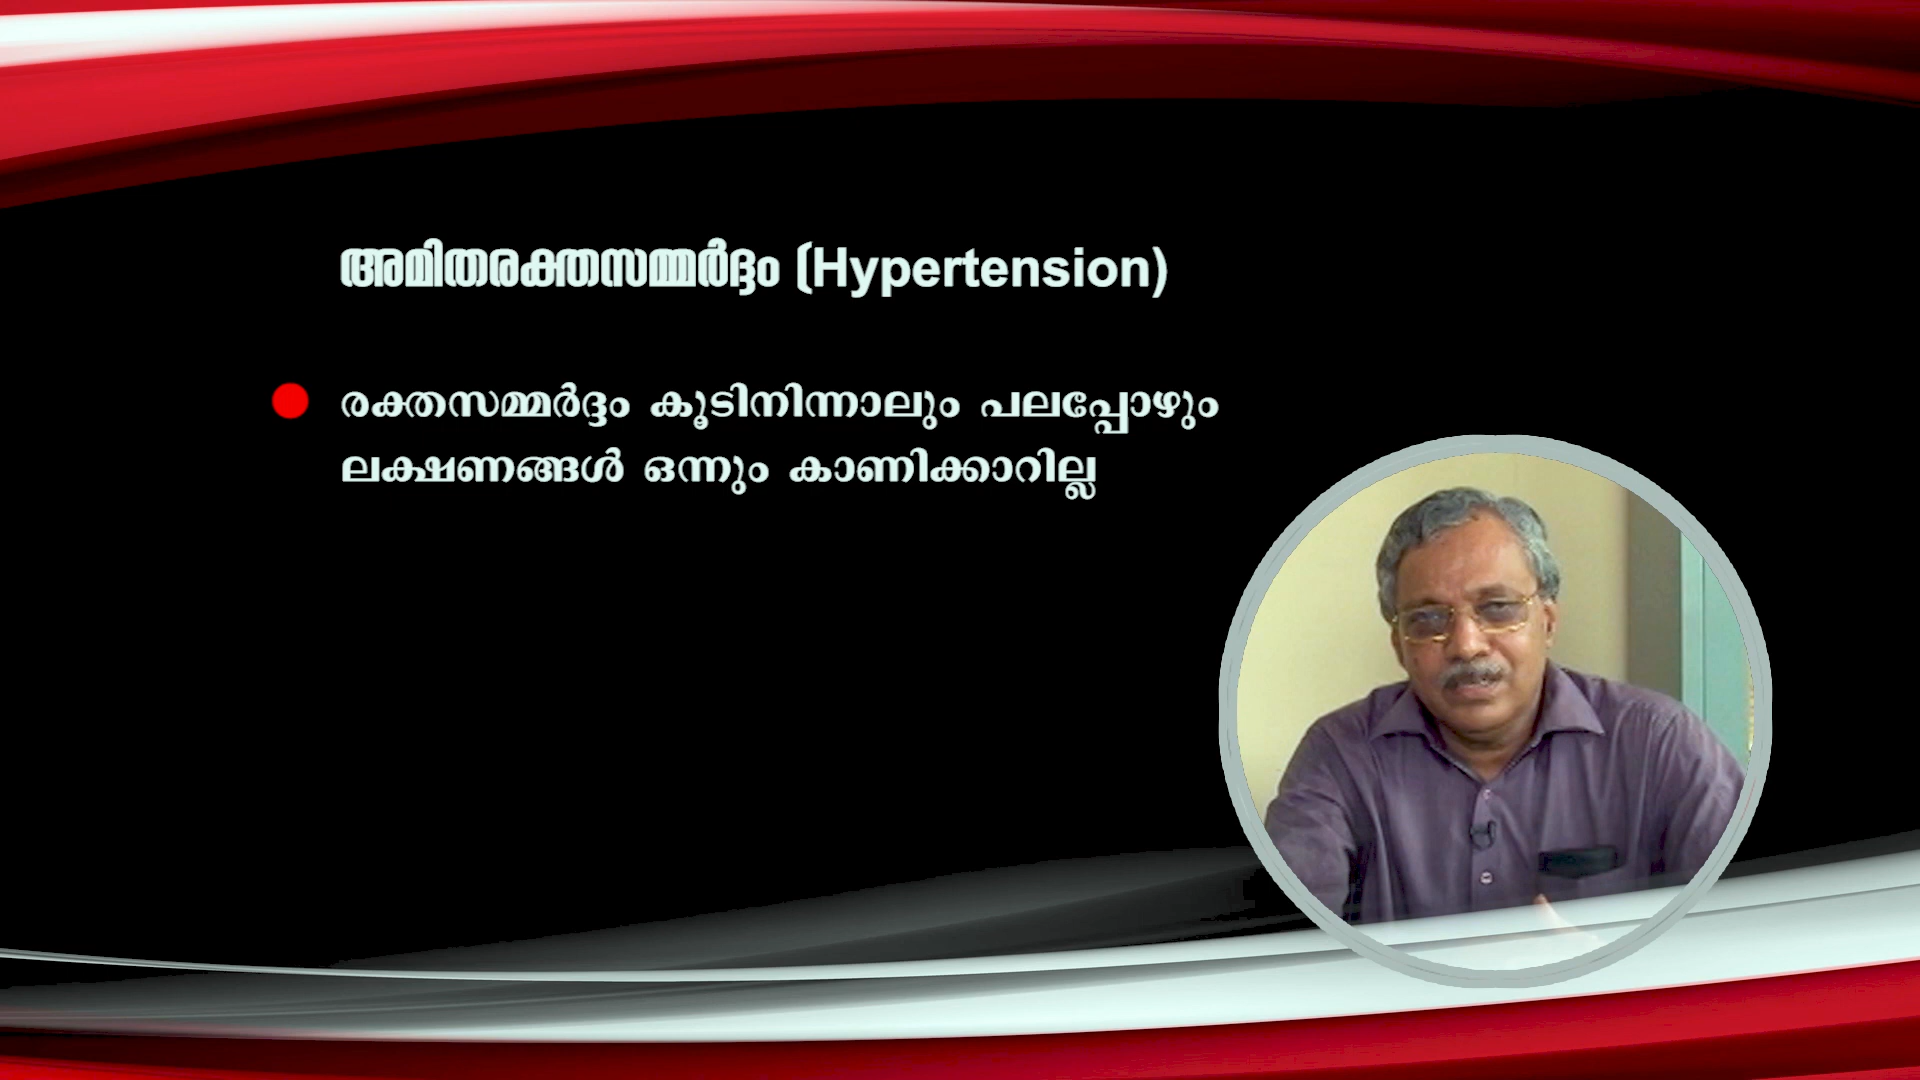 അമിതരക്തസമ്മർദ്ദം (Hypertension)
രക്തസമ്മർദ്ദം കൂടിനിന്നാലും പലപ്പോഴും
ലക്ഷണങ്ങൾ ഒന്നും കാണിക്കാറില്ല